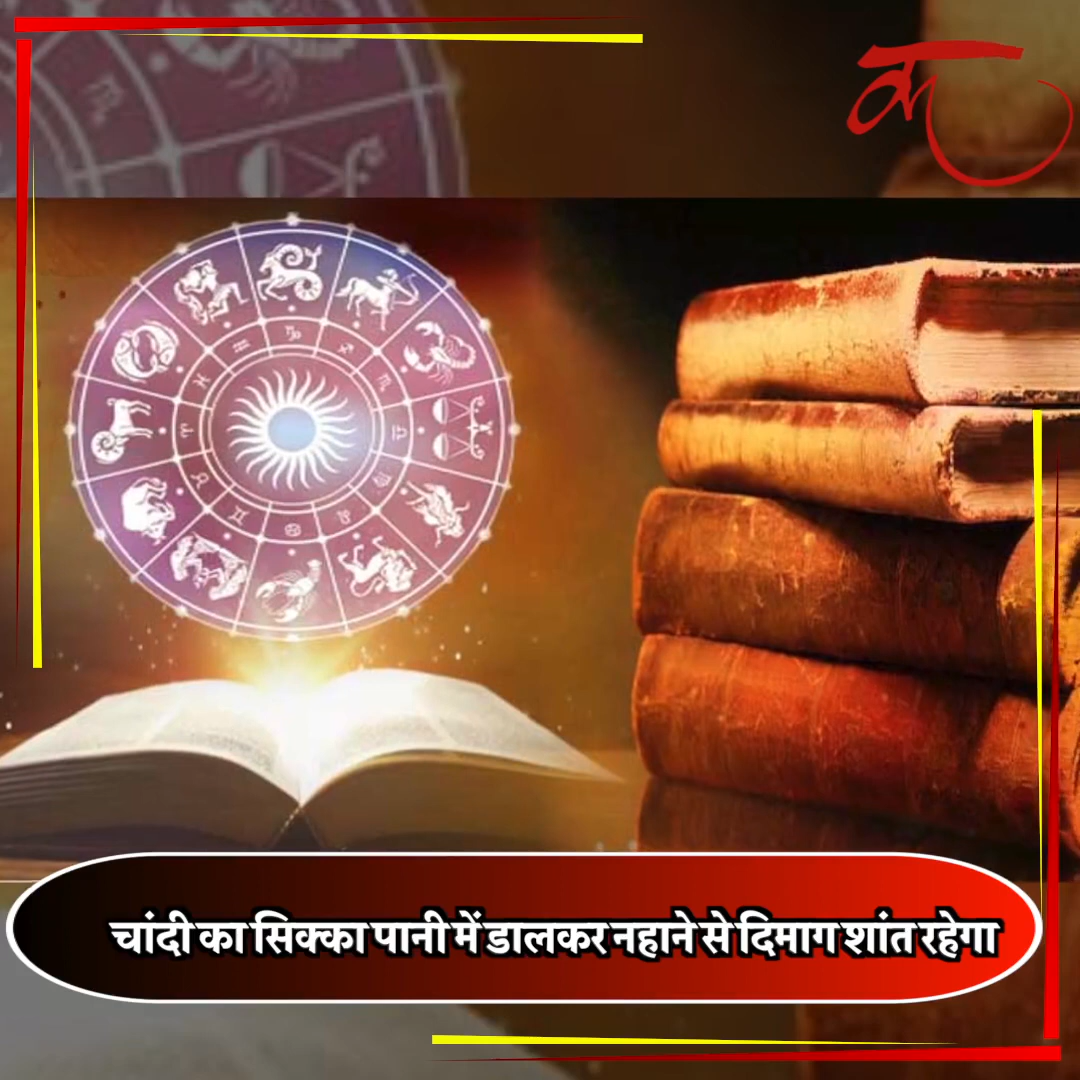 चांदी का सिक्का पानी में डालकर नहाने से दिमाग शांत रहेगा